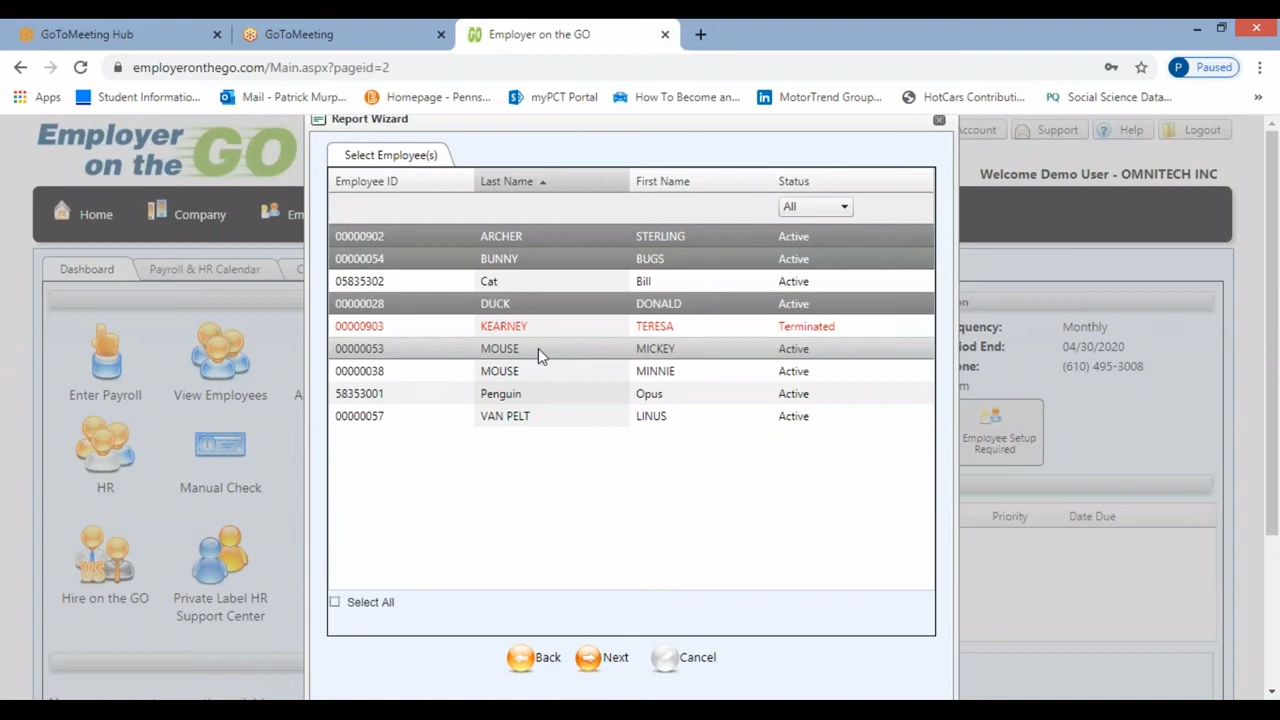 GoToMeeting Hub
GoToMeeting
Employer on the GO
employeronthego.com/Main.aspx?pageid=2
P Paused
Apps
Student Informatio...
Mail - Patrick Murp...
Homepage - Penns...
myPCT Portal
How To Become an...
MotorTrend Group...
HotCars Contributi...
PQ Social Science Data...
Employer
on the GO
Report Wizard
ccount
Support
Help
Logout
Welcome Demo User - OMNITECH INC
Home
Company
Em
Dashboard
Payroll & HR Calendar
C
Select Employee(s)
Employee ID Last Name First Name Status
All
00000902 ARCHER STERLING Active
00000054 BUNNY BUGS Active
05835302 Cat Bill Active
00000028 DUCK DONALD Active
00000903 KEARNEY TERESA Terminated
00000053 MOUSE MICKEY Active
00000038 MOUSE MINNIE Active
58353001 Penguin Opus Active
00000057 VAN PELT LINUS Active
Select All
Back
Next
Cancel
Enter Payroll
View Employees
A
HR
Manual Check
VS
Hire on the GO
Private Label HR
Support Center
on
quency: Monthly
riod End: 04/30/2020
one: (610) 495-3008
m
Employee Setup
Required
Priority
Date Due